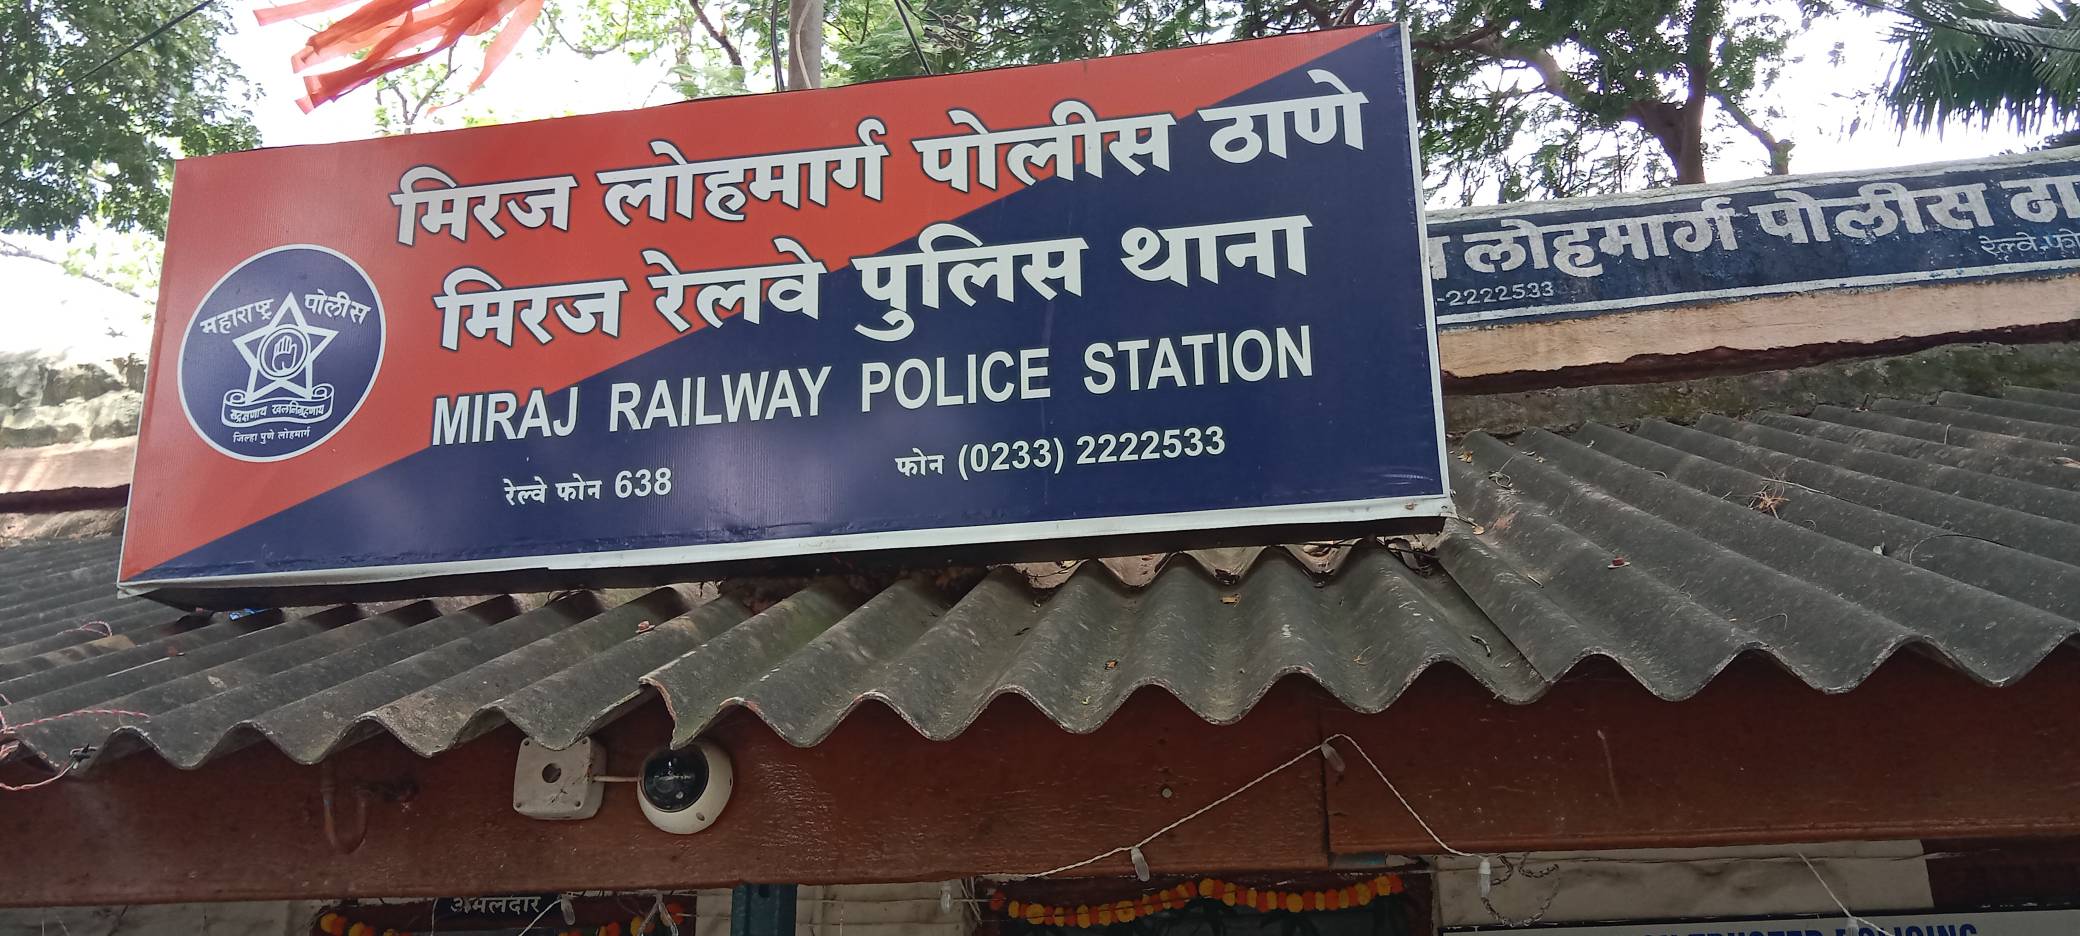 मिरज लोहमार्ग पोलीस ठाणे
मिरज रेलवे पुलिस थाना
MIRAJ RAILWAY POLICE STATION
रेल्वे फोन 638 फोन (0233) 2222533
महाराष्ट्र पोलीस
सद्रक्षणाय खलनिग्रहणाय
जिल्हा पुणे लोहमार्ग
लोहमार्ग पोलीस
रेल्वे फो
-2222533
अंमलदार